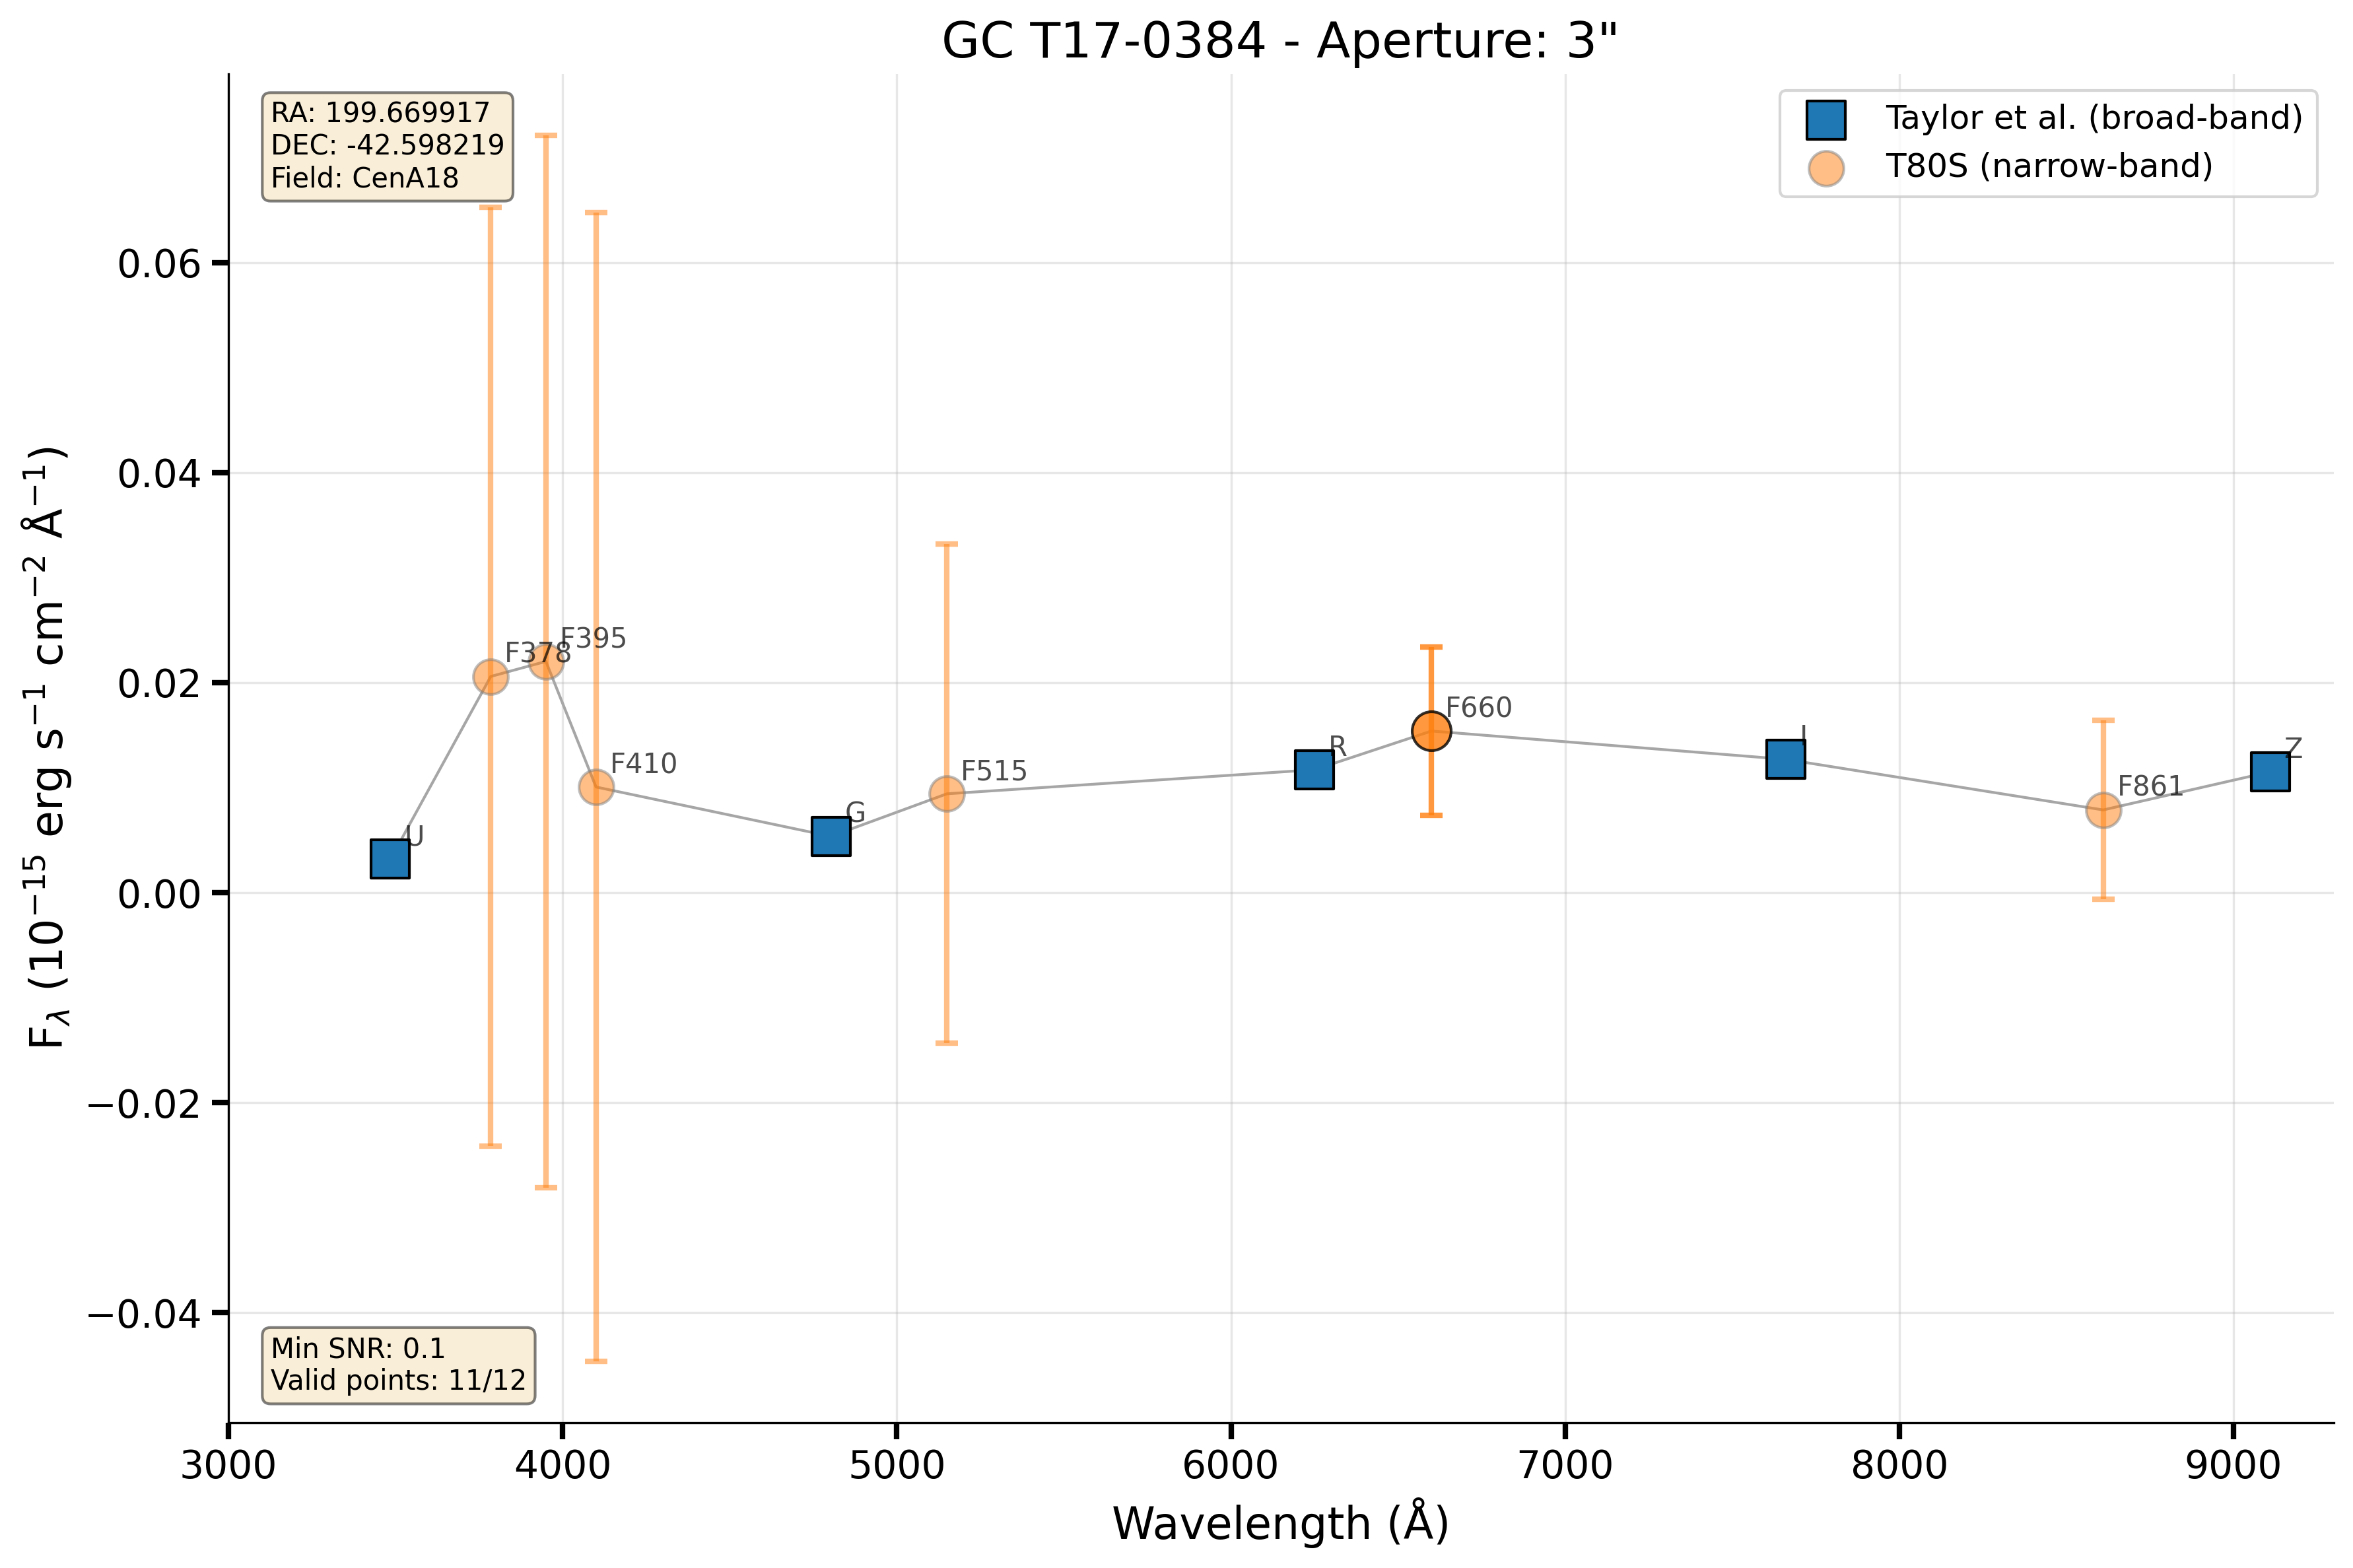 GC T17-0384 - Aperture: 3"
RA: 199.669917
DEC: -42.598219
Field: CenA18
Taylor et al. (broad-band)
T80S (narrow-band)
0.06
0.04
0.02
0.00
−0.02
−0.04
F_λ (10⁻¹⁵ erg s⁻¹ cm⁻² Å⁻¹)
U
F378
F395
F410
G
F515
R
F660
I
F861
Z
Min SNR: 0.1
Valid points: 11/12
3000 4000 5000 6000 7000 8000 9000
Wavelength (Å)